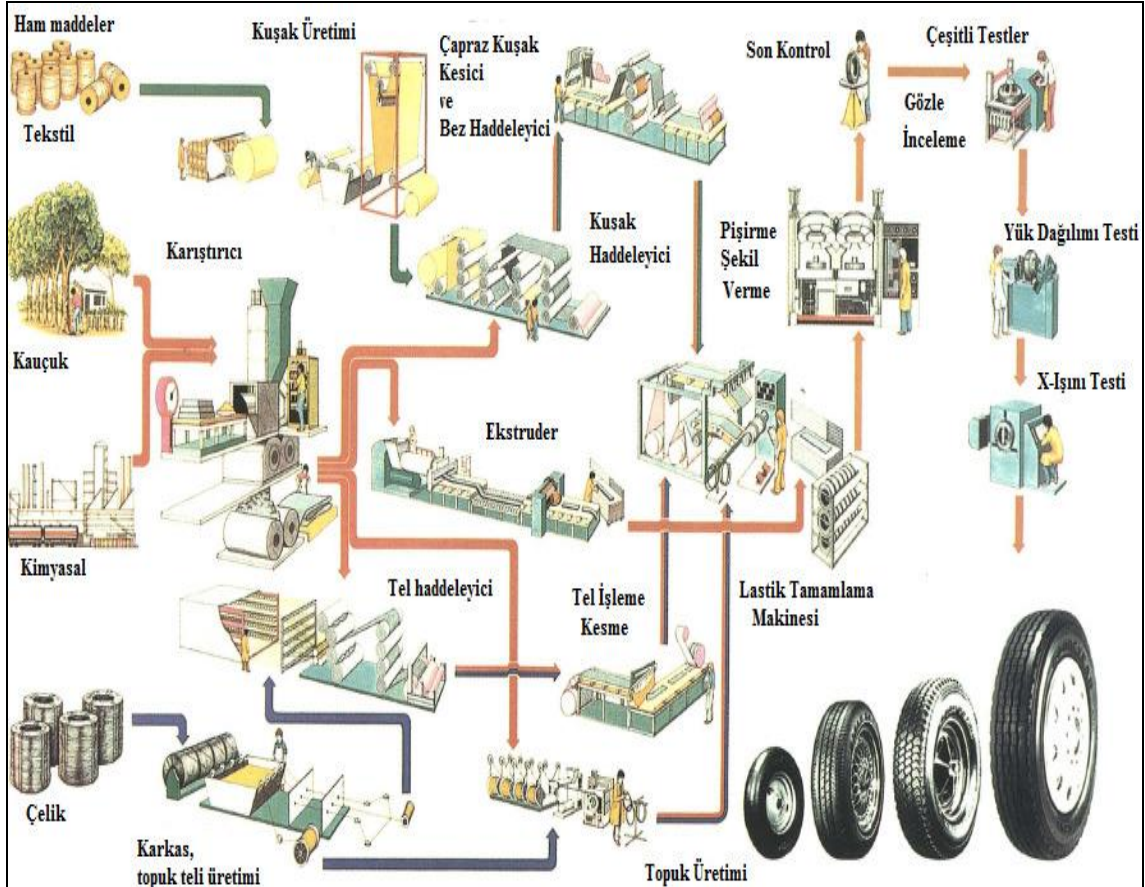 Ham maddeler
Tekstil
Kuşak Üretimi
Çapraz Kuşak
Kesici
ve
Bez Haddeleyici
Son Kontrol
Çeşitli Testler
Gözle
İnceleme
Kauçuk
Karıştırıcı
Kuşak
Haddeleyici
Pişirme
Şekil
Verme
Yük Dağılımı Testi
X-Işını Testi
Kimyasal
Ekstruder
Tel haddeleyici
Tel İşleme
Kesme
Lastik Tamamlama
Makinesi
Çelik
Karkas,
topuk teli üretimi
Topuk Üretimi